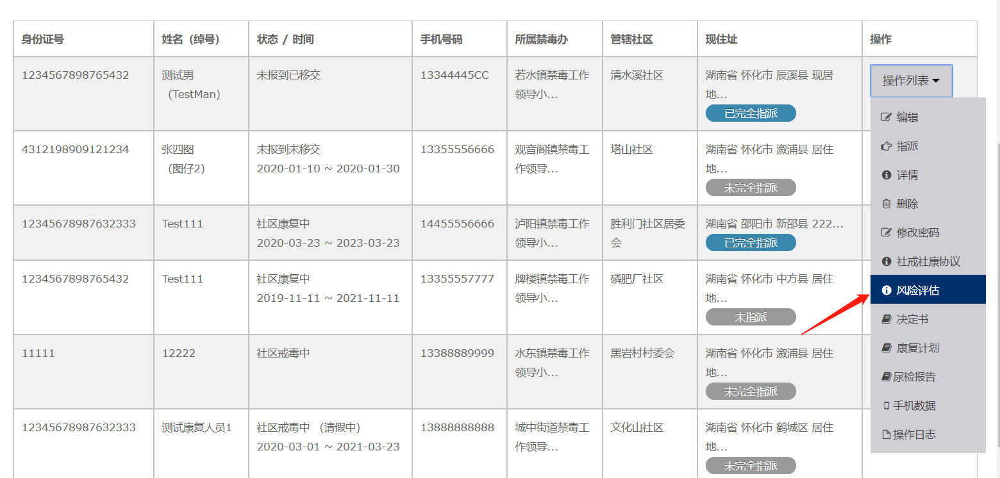 身份证号 姓名（绰号） 状态 / 时间 手机号码 所属禁毒办 管辖社区 现住址 操作
1234567898765432 测试男 未报到已移交 13344445CC 若水镇禁毒工作 清水溪社区 湖南省 怀化市 辰溪县 现居 操作列表
（TestMan） 领导小... 地...
已完全指派
编辑
4312198909121234 张四图 未报到未移交 13355556666 观音阁镇禁毒工 塔山社区 湖南省 怀化市 溆浦县 居住 指派
（图仔2） 2020-01-10 ~ 2020-01-30 作领导... 地...
详情
未完全指派
删除
12345678987632333 Test111 社区康复中 14455556666 泸阳镇禁毒工作 胜利门社区居委 湖南省 邵阳市 新邵县 222...
修改密码
2020-03-23 ~ 2023-03-23 领导小... 会 已完全指派
社戒社康协议
1234567898765432 Test111 社区康复中 13355557777 牌楼镇禁毒工作 磷肥厂社区 湖南省 怀化市 中方县 居住
风险评估
2019-11-11 ~ 2021-11-11 领导小... 地...
未指派 决定书
11111 12222 社区戒毒中 13388889999 水东镇禁毒工作 黑岩村村委会 湖南省 怀化市 溆浦县 居住 康复计划
领导小... 地...
尿检报告
未完全指派
手机数据
12345678987632333 测试康复人员1 社区戒毒中 （请假中） 13888888888 城中街道禁毒工 文化山社区 湖南省 怀化市 鹤城区 居住 操作日志
2020-03-01 ~ 2021-03-23 作领导... 地...
未完全指派